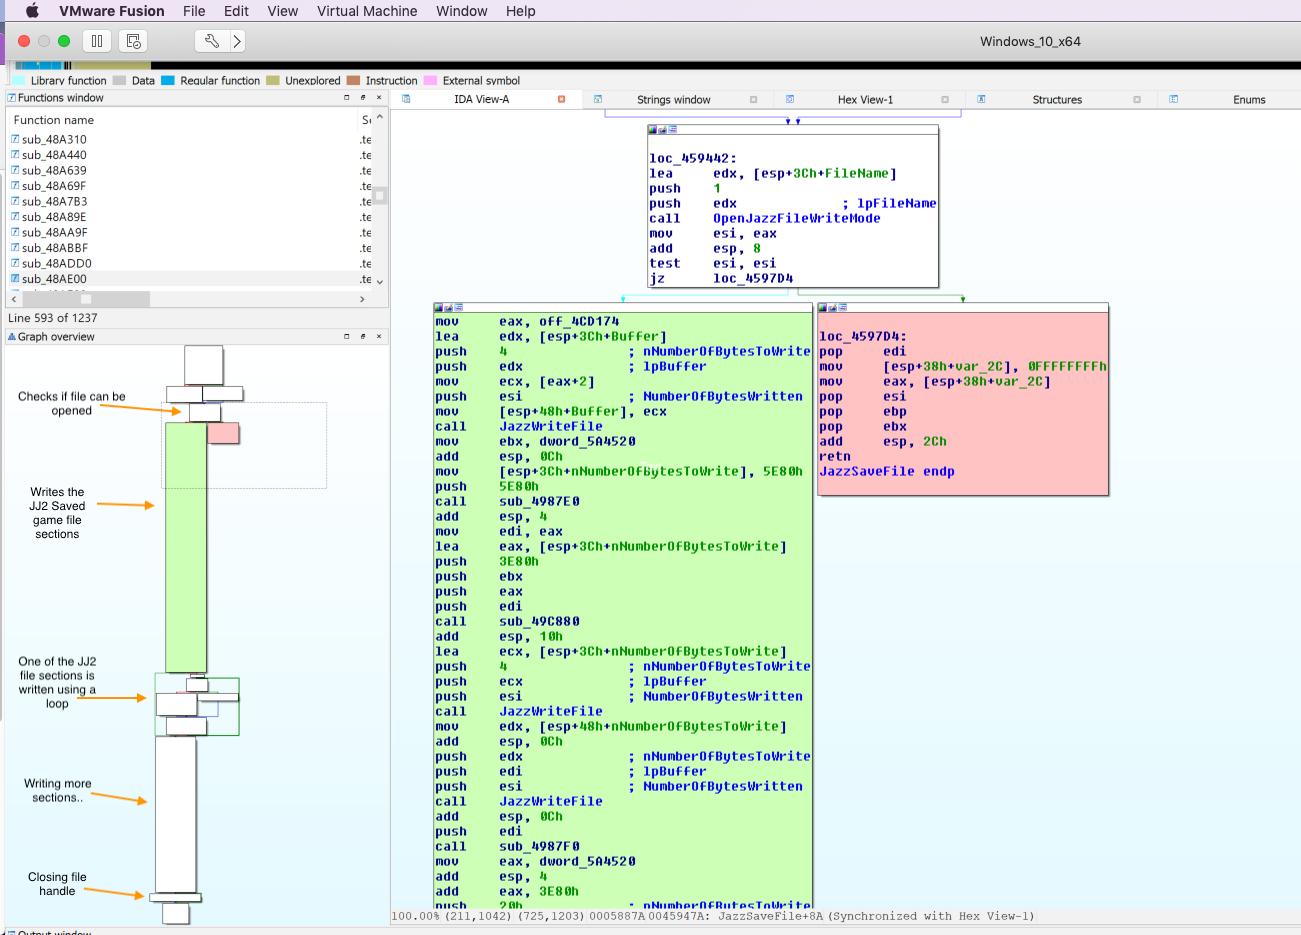 VMware Fusion File Edit View Virtual Machine Window Help
Windows_10_x64
Library function Data Regular function Unexplored Instruction External symbol
Functions window
IDA View-A Strings window Hex View-1 Structures Enums
Function name
sub_48A310 .te
sub_48A440 .te
sub_48A639 .te
sub_48A69F .te
sub_48A7B3 .te
sub_48A89E .te
sub_48AA9F .te
sub_48ABBF .te
sub_48ADD0 .te
sub_48AE00 .te
Line 593 of 1237
Graph overview
Checks if file can be
opened
Writes the
JJ2 Saved
game file
sections
One of the JJ2
file sections is
written using a
loop
Writing more
sections..
Closing file
handle
loc_459442:
lea edx, [esp+3Ch+FileName]
push 1
push edx ; lpFileName
call OpenJazzFileWriteMode
mov esi, eax
add esp, 8
test esi, esi
jz loc_4597D4
mov eax, off_4CD174
lea edx, [esp+3Ch+Buffer]
push 4 ; nNumberOfBytesToWrite
push edx ; lpBuffer
mov ecx, [eax+2]
push esi ; NumberOfBytesWritten
mov [esp+48h+Buffer], ecx
call JazzWriteFile
mov ebx, dword_5A4520
add esp, 0Ch
mov [esp+3Ch+nNumberOfBytesToWrite], 5E80h
push 5E80h
call sub_4987E0
add esp, 4
mov edi, eax
lea eax, [esp+3Ch+nNumberOfBytesToWrite]
push 3E80h
push ebx
push eax
push edi
call sub_49C880
add esp, 10h
lea ecx, [esp+3Ch+nNumberOfBytesToWrite]
push 4 ; nNumberOfBytesToWrite
push ecx ; lpBuffer
push esi ; NumberOfBytesWritten
call JazzWriteFile
mov edx, [esp+48h+nNumberOfBytesToWrite]
add esp, 0Ch
push edx ; nNumberOfBytesToWrite
push edi ; lpBuffer
push esi ; NumberOfBytesWritten
call JazzWriteFile
add esp, 0Ch
push edi
call sub_4987F0
mov eax, dword_5A4520
add esp, 4
add eax, 3E80h
push 20h ; nNumberOfBytesToWrite
loc_4597D4:
pop edi
mov [esp+38h+var_2C], 0FFFFFFFFh
mov eax, [esp+38h+var_2C]
pop esi
pop ebp
pop ebx
add esp, 2Ch
retn
JazzSaveFile endp
100.00% (211,1042) (725,1203) 0005887A 0045947A: JazzSaveFile+8A (Synchronized with Hex View-1)
Output window